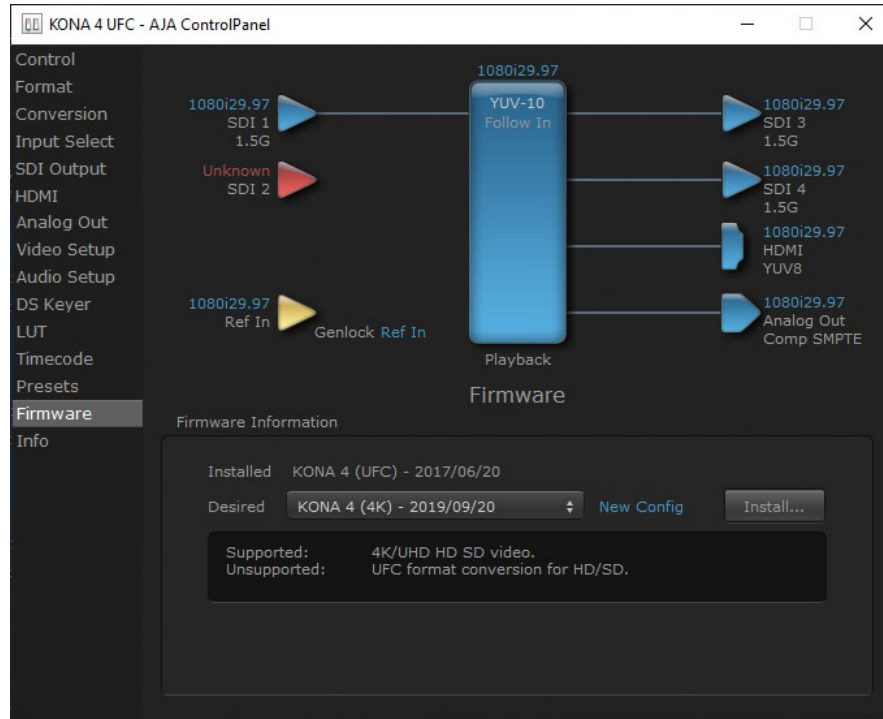 KONA 4 UFC - AJA ControlPanel
Control
Format
Conversion
Input Select
SDI Output
HDMI
Analog Out
Video Setup
Audio Setup
DS Keyer
LUT
Timecode
Presets
Firmware
Info
1080i29.97
YUV-10
Follow In
1080i29.97
SDI 1
1.5G
Unknown
SDI 2
1080i29.97
Ref In
Genlock Ref In
1080i29.97
SDI 3
1.5G
1080i29.97
SDI 4
1.5G
1080i29.97
HDMI
YUV8
1080i29.97
Analog Out
Comp SMPTE
Playback
Firmware
Firmware Information
Installed KONA 4 (UFC) - 2017/06/20
Desired KONA 4 (4K) - 2019/09/20 New Config Install...
Supported: 4K/UHD HD SD video.
Unsupported: UFC format conversion for HD/SD.